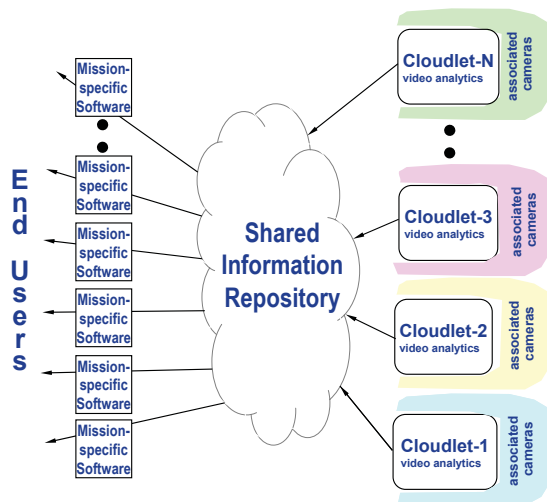 End Users
Mission-
specific
Software
Mission-
specific
Software
Mission-
specific
Software
Mission-
specific
Software
Mission-
specific
Software
Mission-
specific
Software
Shared
Information
Repository
Cloudlet-N
video analytics
associated
cameras
Cloudlet-3
video analytics
associated
cameras
Cloudlet-2
video analytics
associated
cameras
Cloudlet-1
video analytics
associated
cameras